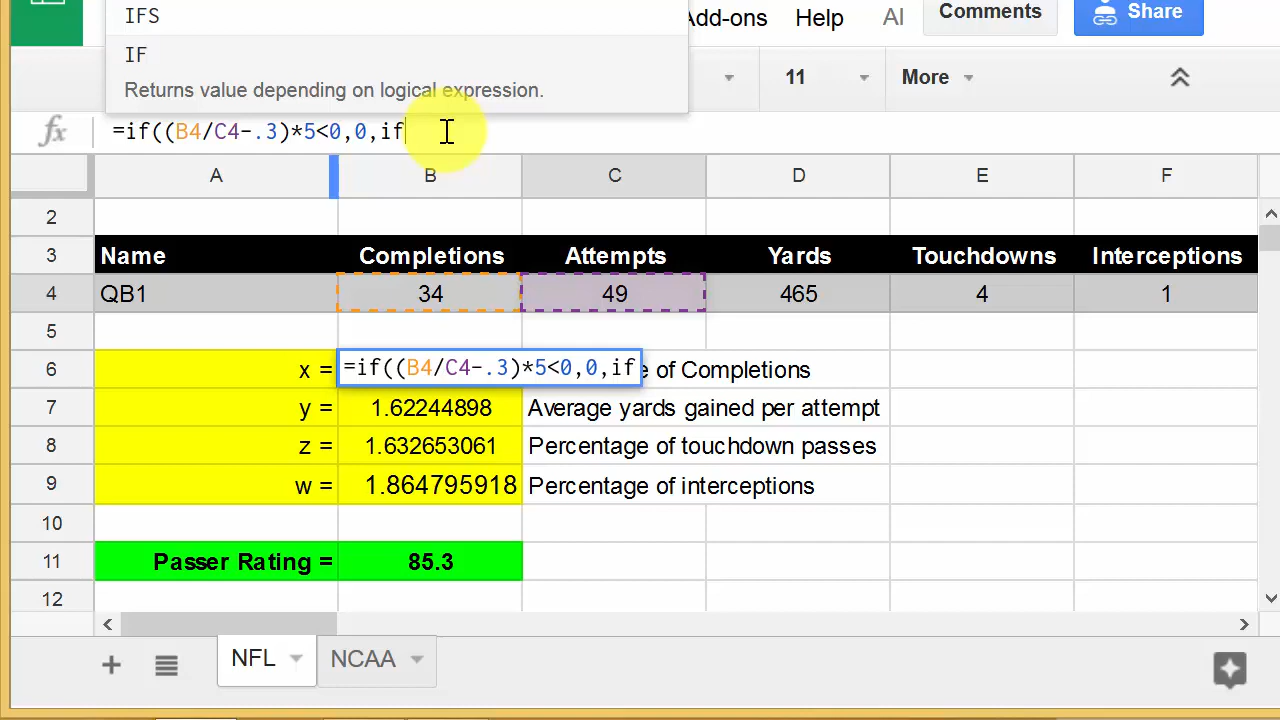 IFS
IF
Returns value depending on logical expression.
Add-ons Help AI Comments Share
11 More
fx =if((B4/C4-.3)*5<0,0,if
A B C D E F
2
3 Name Completions Attempts Yards Touchdowns Interceptions
4 QB1 34 49 465 4 1
5
6 x = =if((B4/C4-.3)*5<0,0,if e of Completions
7 y = 1.62244898 Average yards gained per attempt
8 z = 1.632653061 Percentage of touchdown passes
9 w = 1.864795918 Percentage of interceptions
10
11 Passer Rating = 85.3
12
NFL NCAA